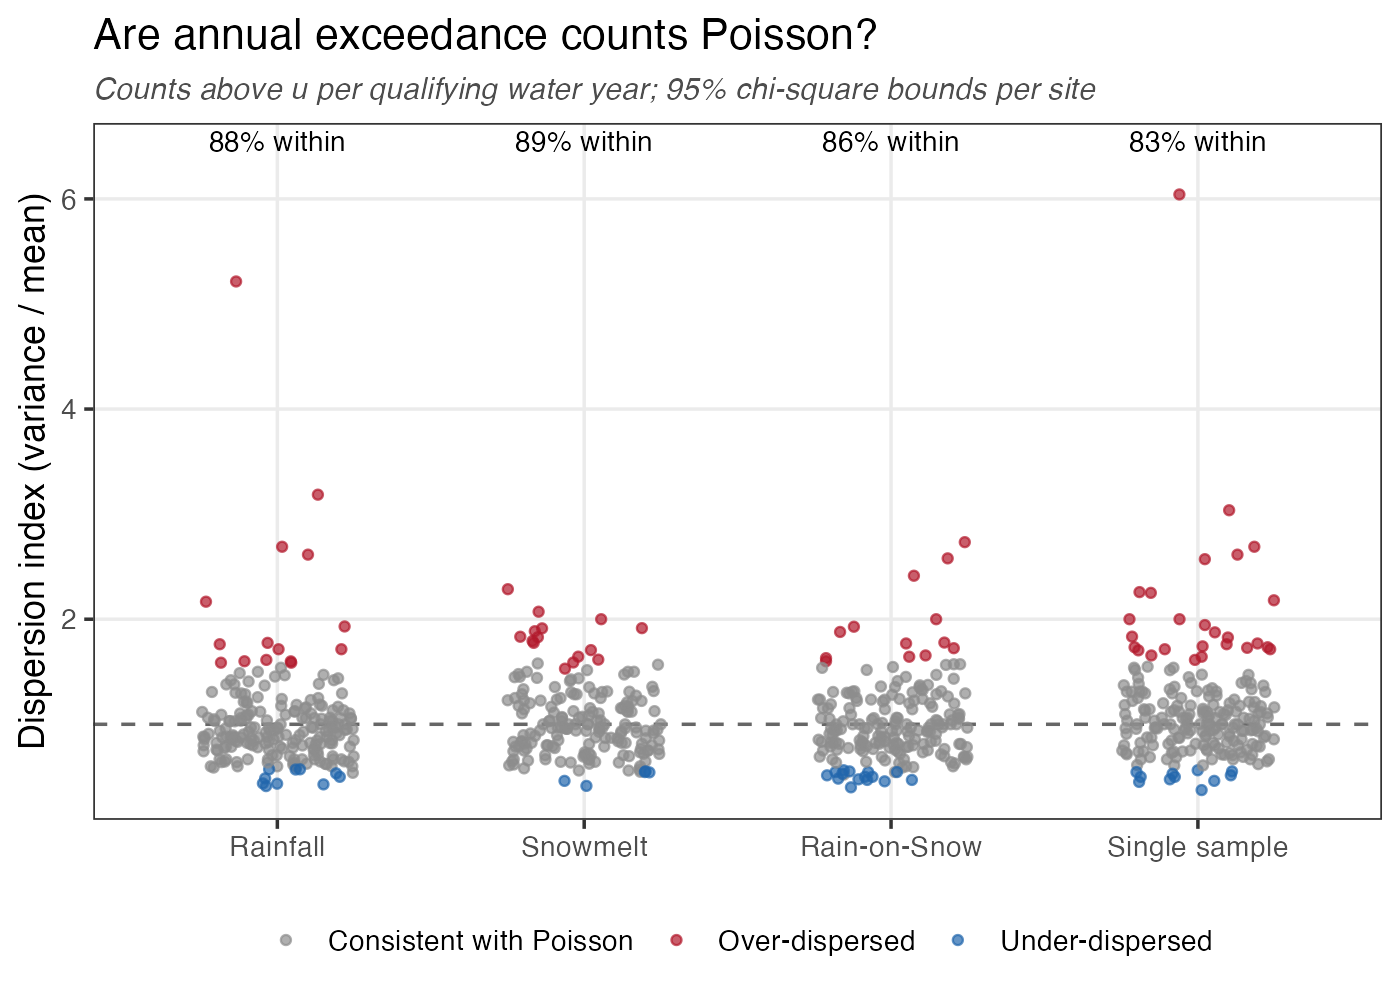 Are annual exceedance counts Poisson?
Counts above u per qualifying water year; 95% chi-square bounds per site
88% within 89% within 86% within 83% within
Dispersion index (variance / mean)
6
4
2
Rainfall Snowmelt Rain-on-Snow Single sample
Consistent with Poisson Over-dispersed Under-dispersed